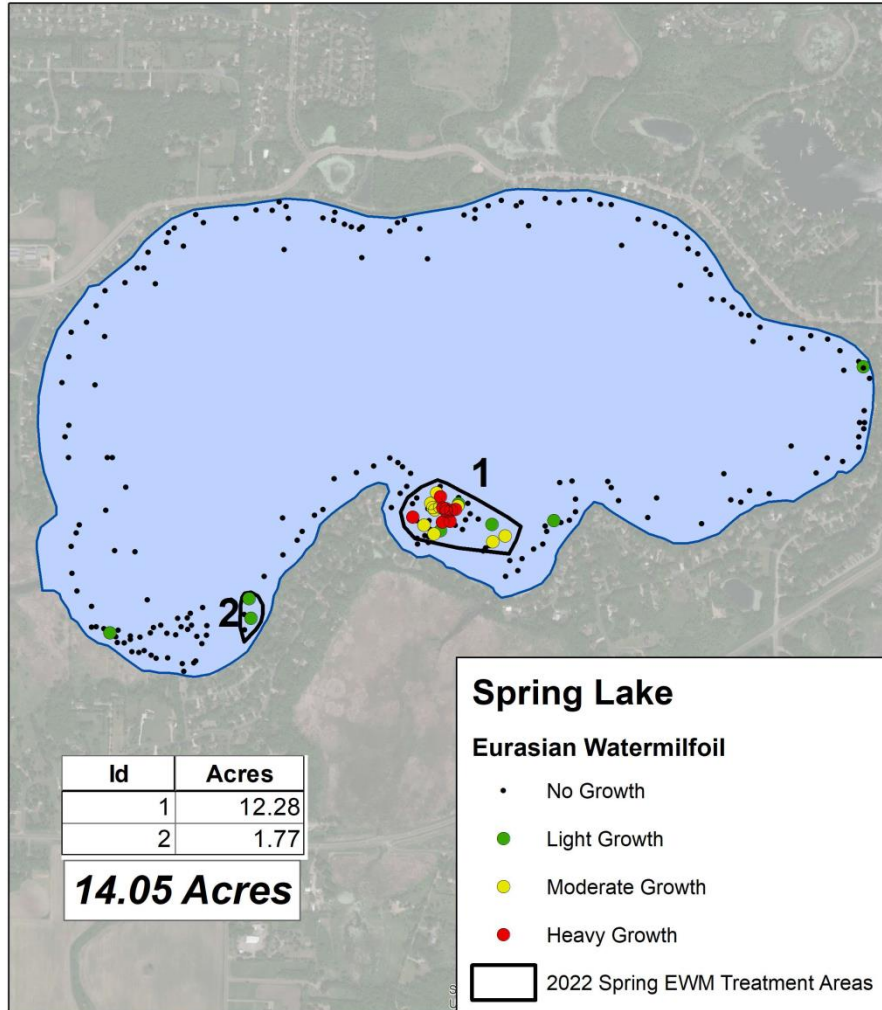 1
2
Id Acres
1 12.28
2 1.77
14.05 Acres
Spring Lake
Eurasian Watermilfoil
No Growth
Light Growth
Moderate Growth
Heavy Growth
2022 Spring EWM Treatment Areas